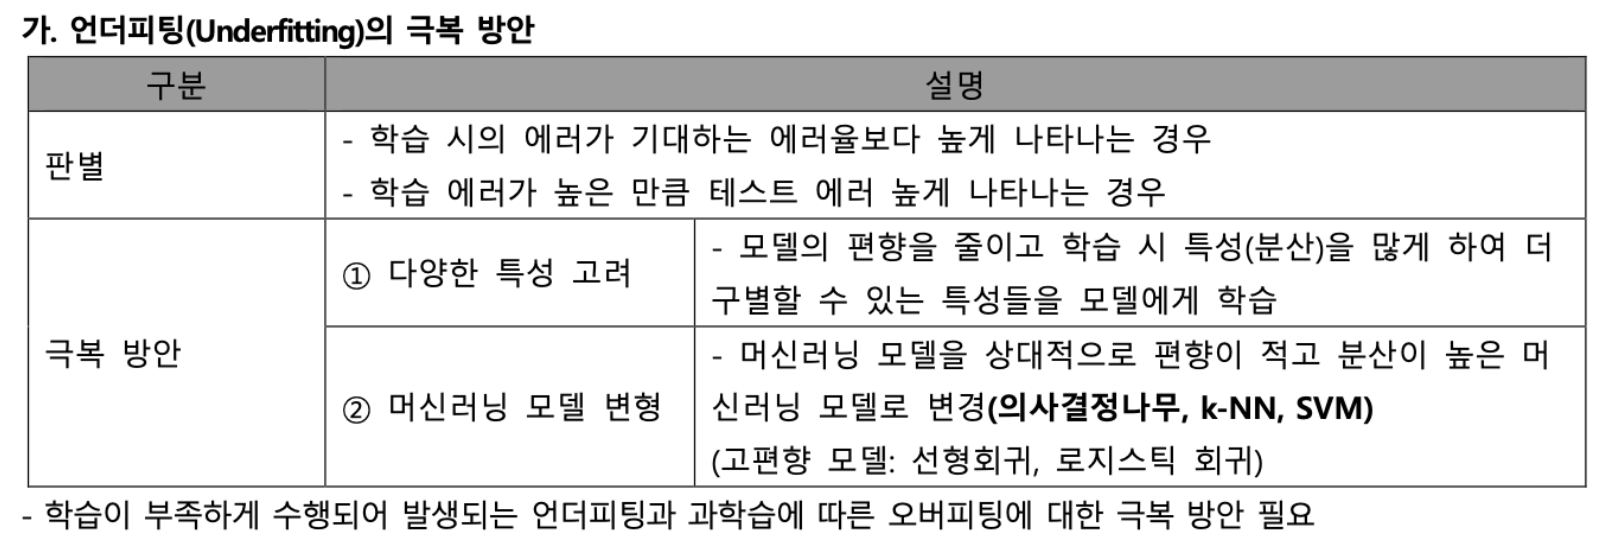 가. 언더피팅(Underfitting)의 극복 방안
구분
설명
판별
- 학습 시의 에러가 기대하는 에러율보다 높게 나타나는 경우
- 학습 에러가 높은 만큼 테스트 에러 높게 나타나는 경우
극복 방안
① 다양한 특성 고려
- 모델의 편향을 줄이고 학습 시 특성(분산)을 많게 하여 더
구별할 수 있는 특성들을 모델에게 학습
② 머신러닝 모델 변형
- 머신러닝 모델을 상대적으로 편향이 적고 분산이 높은 머
신러닝 모델로 변경(의사결정나무, k-NN, SVM)
(고편향 모델: 선형회귀, 로지스틱 회귀)
- 학습이 부족하게 수행되어 발생되는 언더피팅과 과학습에 따른 오버피팅에 대한 극복 방안 필요